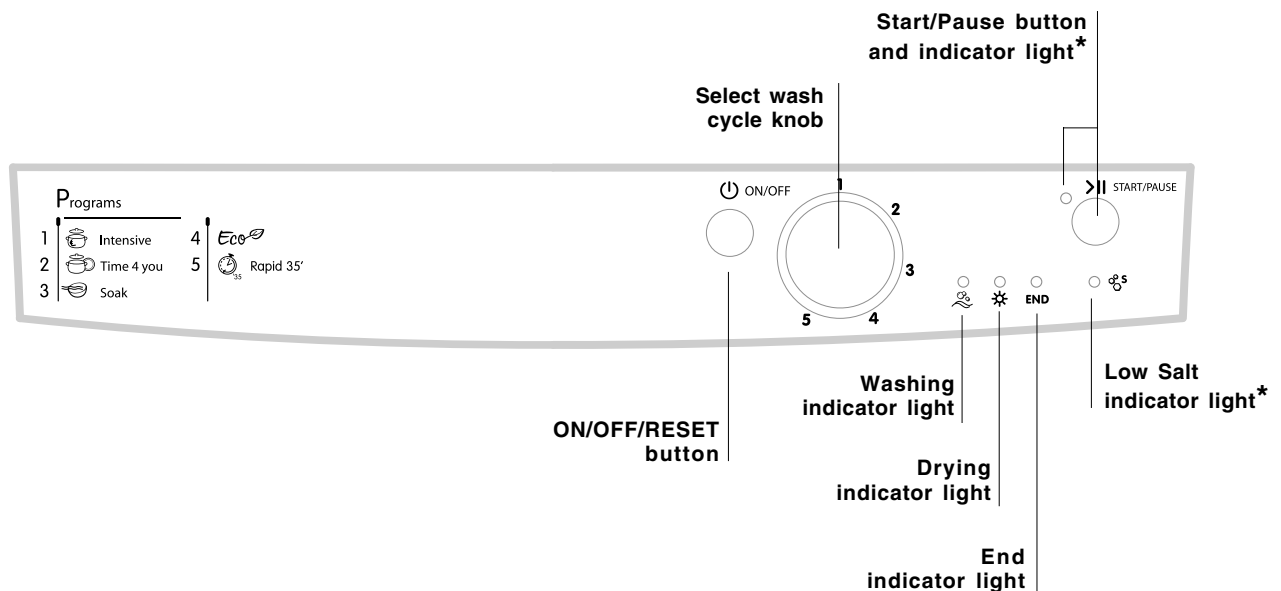 Start/Pause button
and indicator light*
Select wash
cycle knob
Programs
1 Intensive
2 Time 4 you
3 Soak
4 Eco
5 35 Rapid 35’
ON/OFF
1
2
3
4
5
START/PAUSE
END
S
Washing
indicator light
Low Salt
indicator light*
ON/OFF/RESET
button
Drying
indicator light
End
indicator light